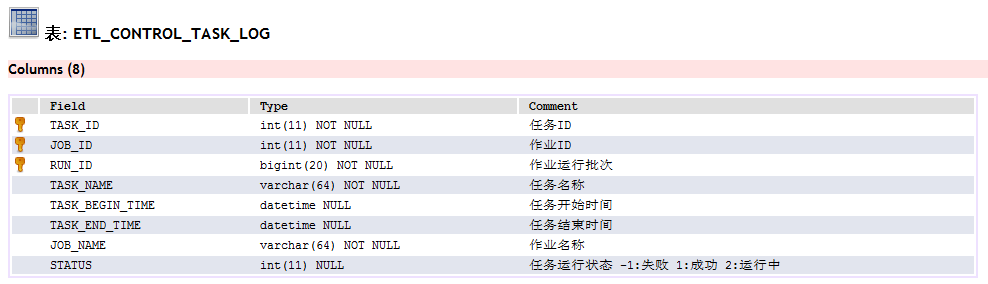 表: ETL_CONTROL_TASK_LOG
Columns (8)
Field Type Comment
TASK_ID int(11) NOT NULL 任务ID
JOB_ID int(11) NOT NULL 作业ID
RUN_ID bigint(20) NOT NULL 作业运行批次
TASK_NAME varchar(64) NOT NULL 任务名称
TASK_BEGIN_TIME datetime NULL 任务开始时间
TASK_END_TIME datetime NULL 任务结束时间
JOB_NAME varchar(64) NOT NULL 作业名称
STATUS int(11) NULL 任务运行状态 -1:失败 1:成功 2:运行中